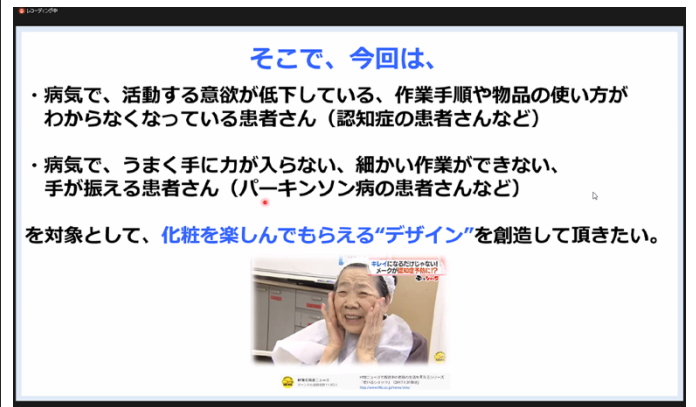 レコーディング中
そこで、今回は、
・病気で、活動する意欲が低下している、作業手順や物品の使い方が
わからなくなっている患者さん（認知症の患者さんなど）
・病気で、うまく手に力が入らない、細かい作業ができない、
手が振える患者さん（パーキンソン病の患者さんなど）
を対象として、化粧を楽しんでもらえる“デザイン”を創造して頂きたい。
キレイになるだけじゃない！
メークが認知症予防に!?